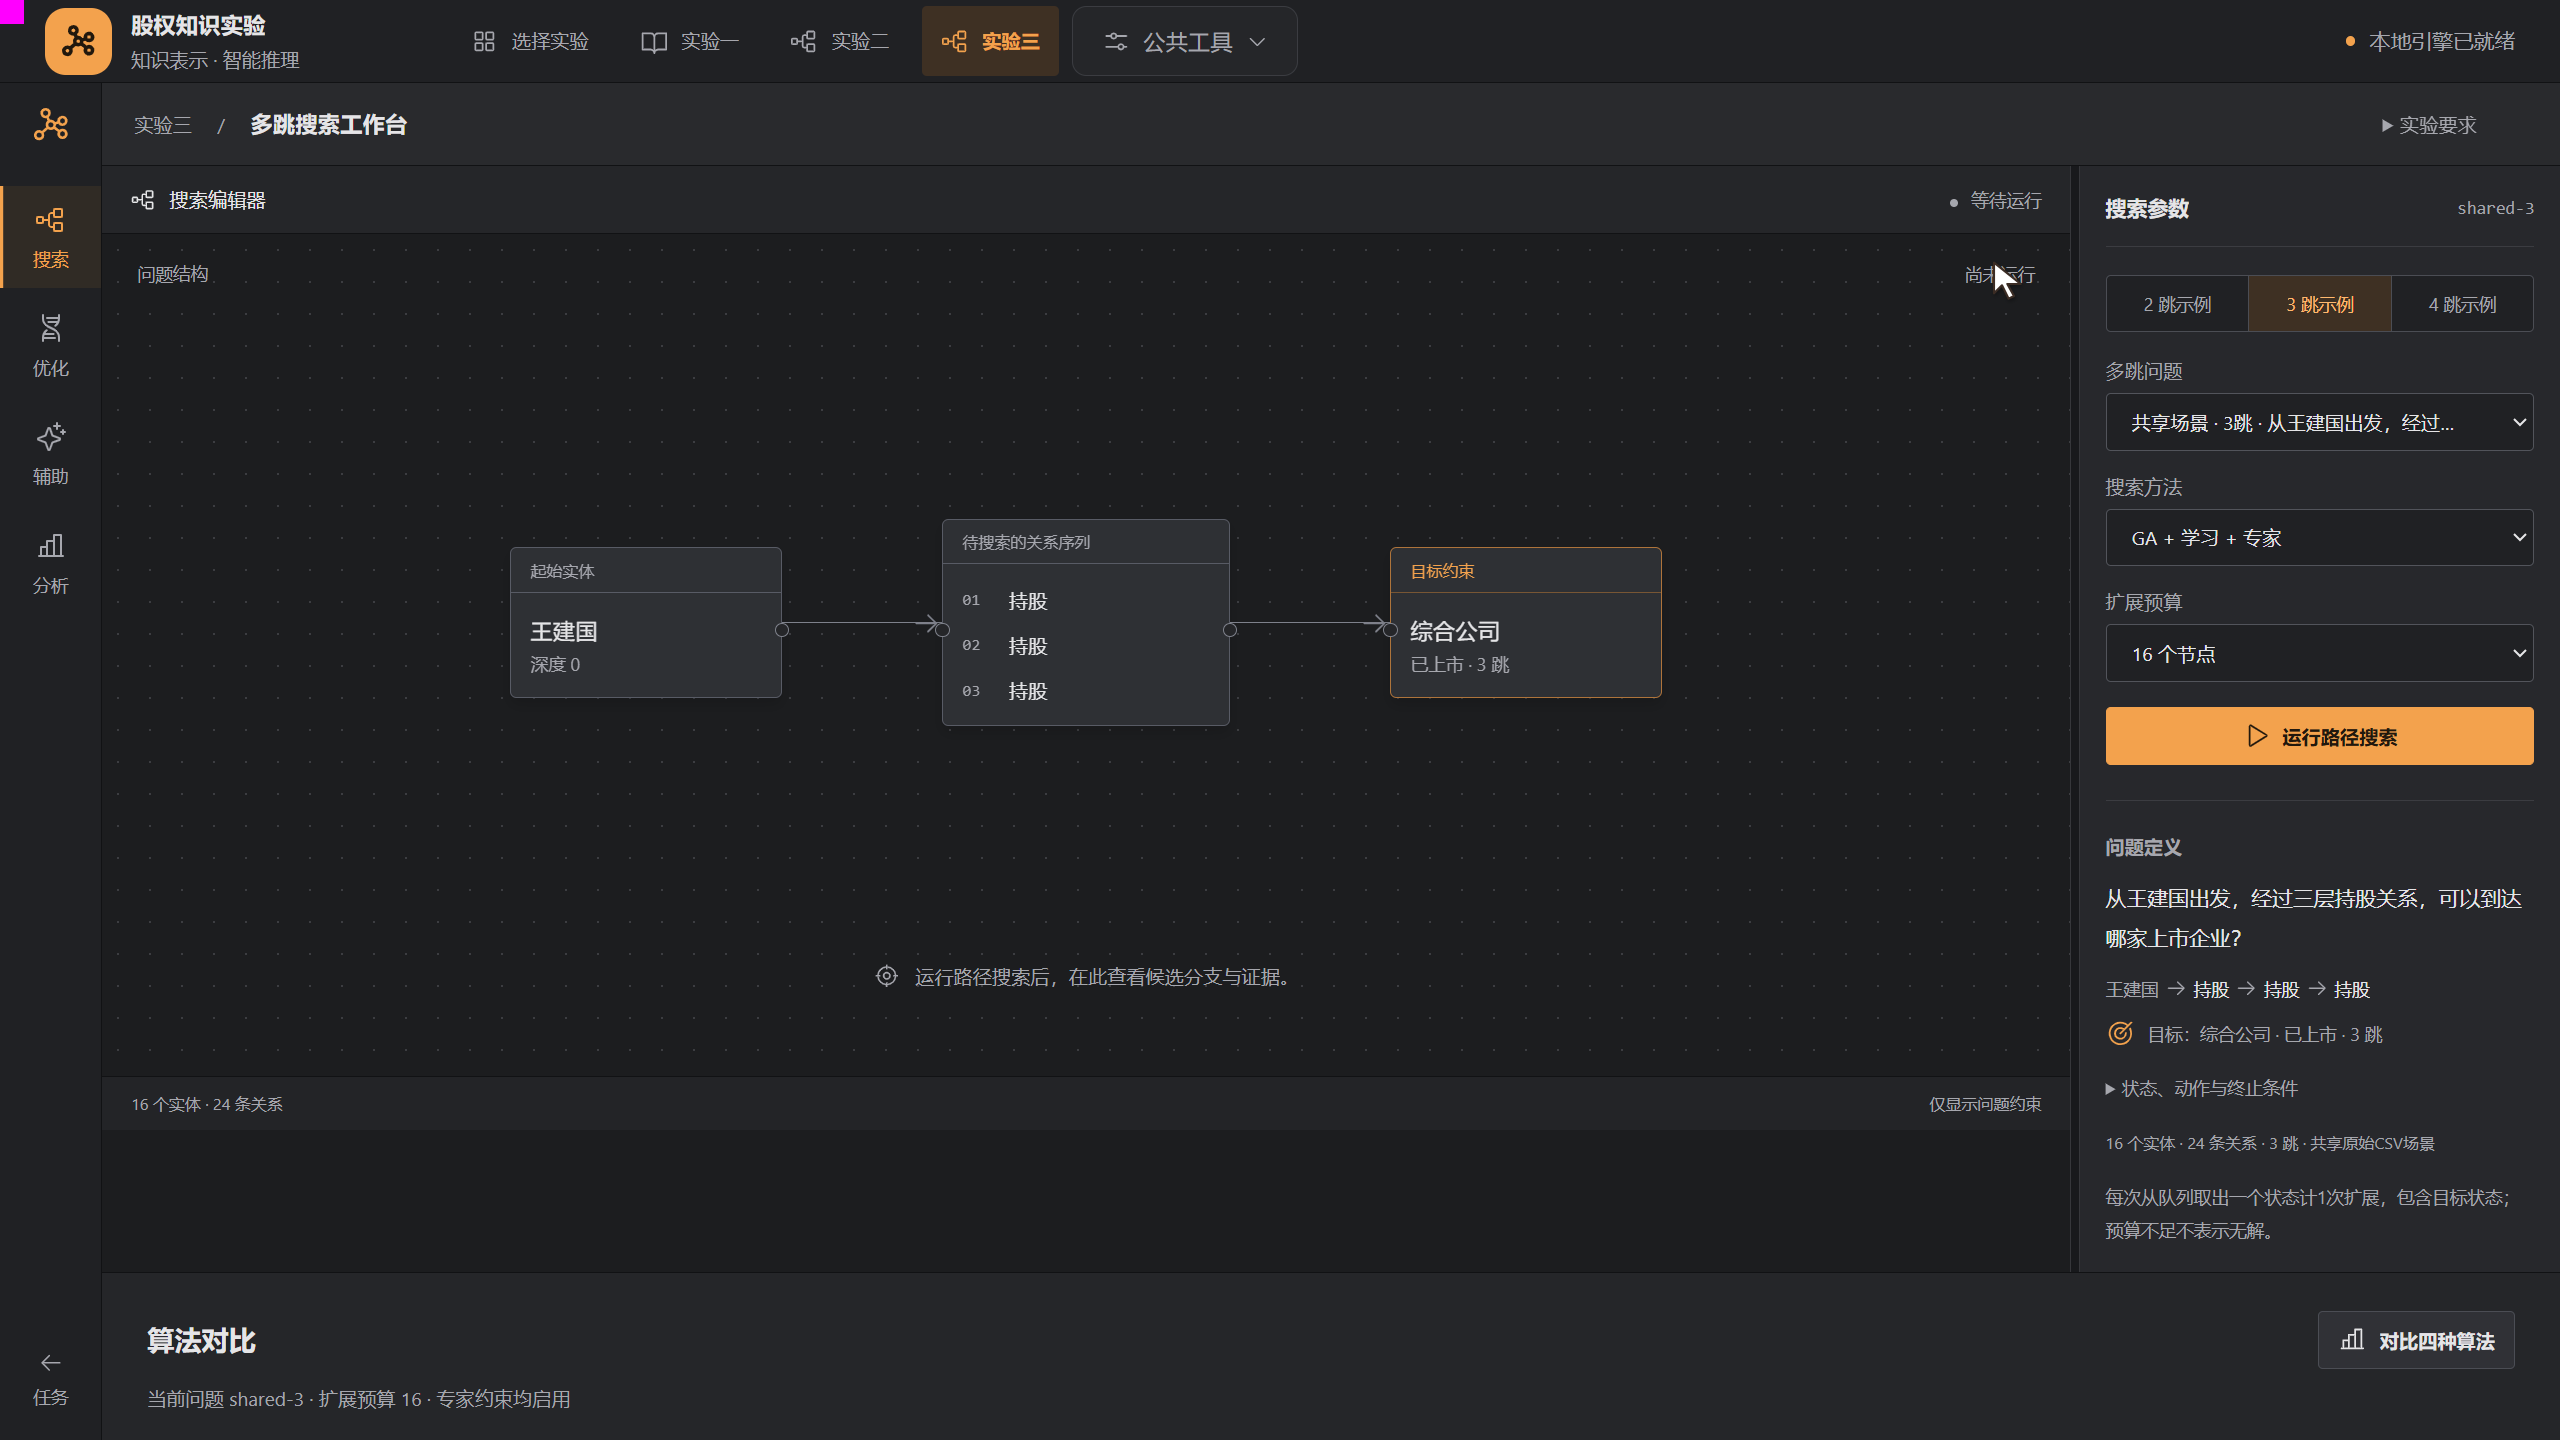 股权知识实验
知识表示 · 智能推理
选择实验
实验一
实验二
实验三
公共工具
本地引擎已就绪
实验三 / 多跳搜索工作台
实验要求
搜索
优化
辅助
分析
任务
搜索编辑器
等待运行
问题结构
尚未运行
起始实体
王建国
深度 0
待搜索的关系序列
01 持股
02 持股
03 持股
目标约束
综合公司
已上市 · 3 跳
运行路径搜索后，在此查看候选分支与证据。
16 个实体 · 24 条关系
仅显示问题约束
搜索参数
shared-3
2 跳示例
3 跳示例
4 跳示例
多跳问题
共享场景 · 3跳 · 从王建国出发，经过...
搜索方法
GA + 学习 + 专家
扩展预算
16 个节点
运行路径搜索
问题定义
从王建国出发，经过三层持股关系，可以到达
哪家上市企业？
王建国 → 持股 → 持股 → 持股
目标：综合公司 · 已上市 · 3 跳
状态、动作与终止条件
16 个实体 · 24 条关系 · 3 跳 · 共享原始CSV场景
每次从队列取出一个状态计1次扩展，包含目标状态；
预算不足不表示无解。
算法对比
对比四种算法
当前问题 shared-3 · 扩展预算 16 · 专家约束均启用